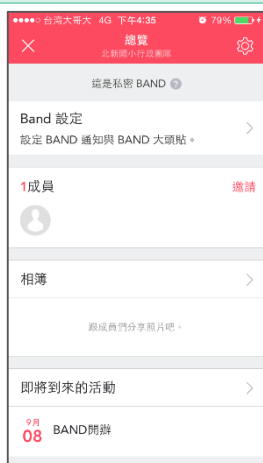 台湾大哥大 4G 下午4:35 79%
總覽
北新國小行政團隊
這是私密 BAND ?
Band 設定
設定 BAND 通知與 BAND 大頭貼。
1成員 邀請
相簿
跟成員們分享照片吧。
即將到來的活動
9月
08 BAND開辦